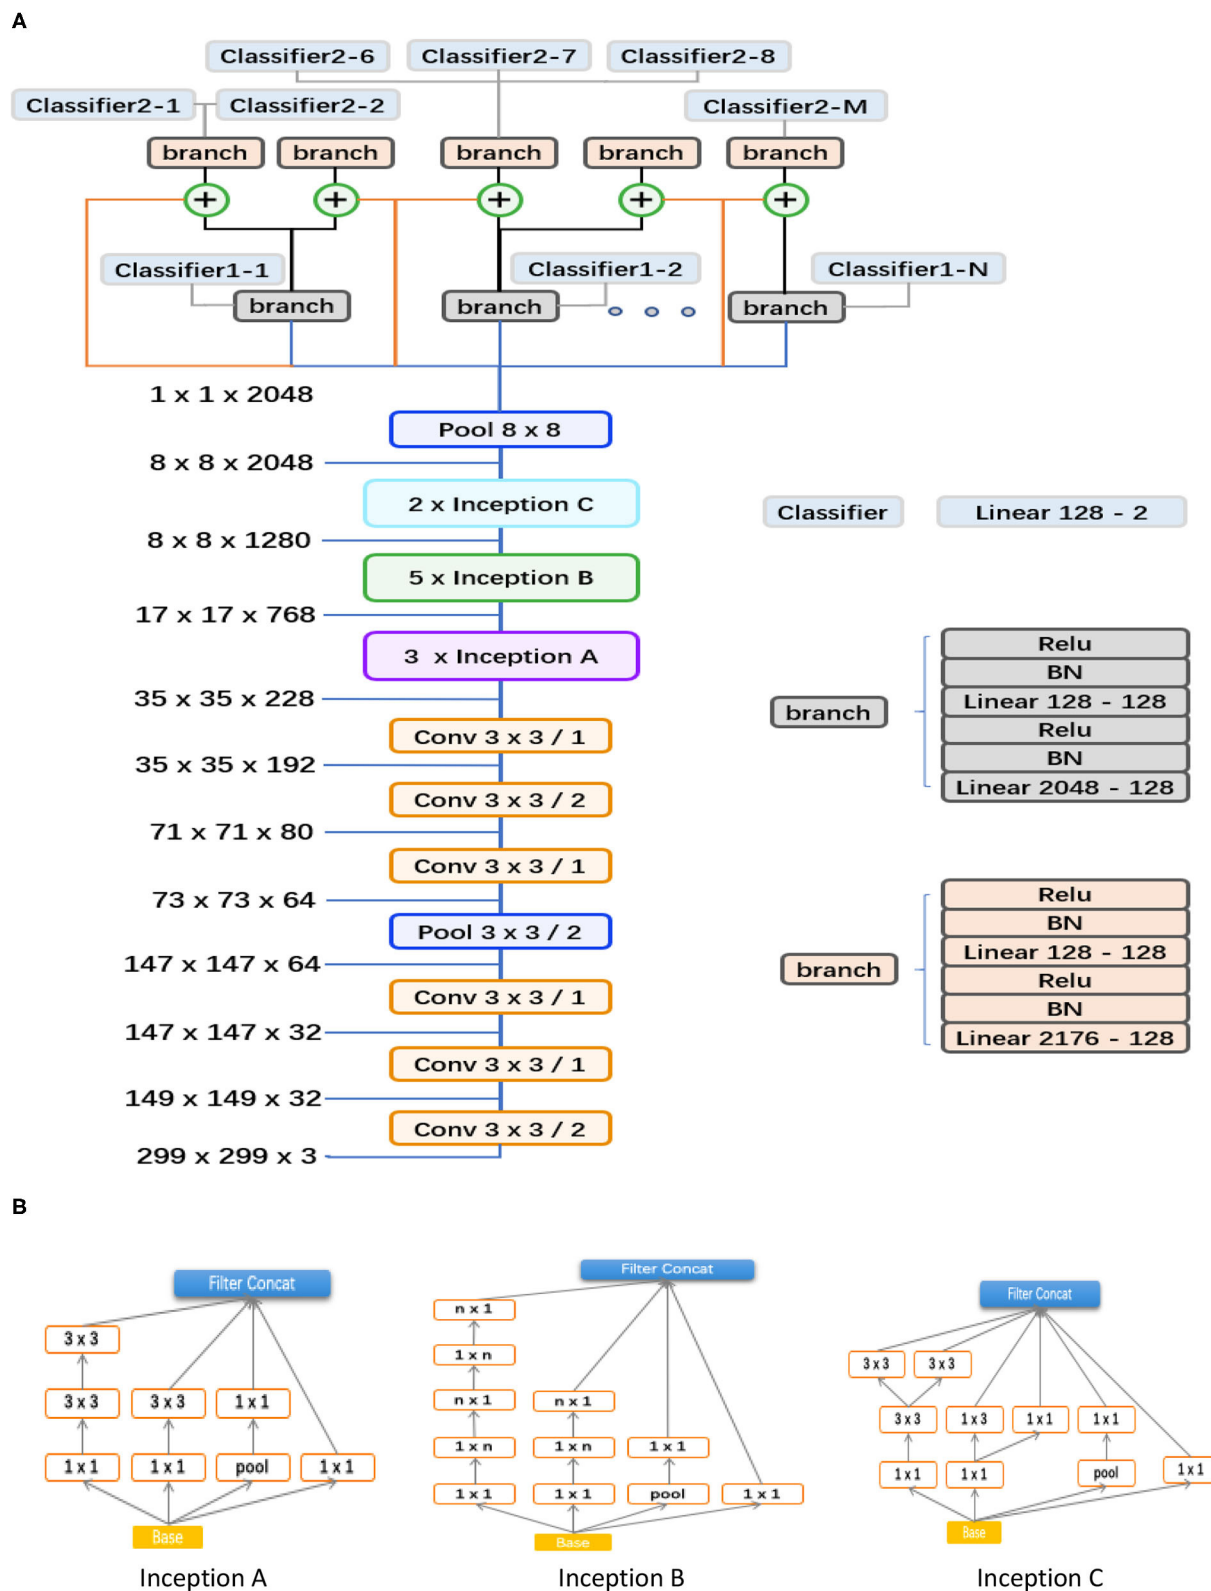 A
Classifier2-6 Classifier2-7 Classifier2-8
Classifier2-1 Classifier2-2 Classifier2-M
branch branch branch branch branch
+ + + + +
Classifier1-1 Classifier1-2 Classifier1-N
branch branch branch
1 x 1 x 2048
Pool 8 x 8
8 x 8 x 2048
2 x Inception C
8 x 8 x 1280
5 x Inception B
17 x 17 x 768
3 x Inception A
35 x 35 x 228
Conv 3 x 3 / 1
35 x 35 x 192
Conv 3 x 3 / 2
71 x 71 x 80
Conv 3 x 3 / 1
73 x 73 x 64
Pool 3 x 3 / 2
147 x 147 x 64
Conv 3 x 3 / 1
147 x 147 x 32
Conv 3 x 3 / 1
149 x 149 x 32
Conv 3 x 3 / 2
299 x 299 x 3
Classifier Linear 128 - 2
branch
Relu
BN
Linear 128 - 128
Relu
BN
Linear 2048 - 128
branch
Relu
BN
Linear 128 - 128
Relu
BN
Linear 2176 - 128
B
Filter Concat
3 x 3
3 x 3 3 x 3 1 x 1
1 x 1 1 x 1 pool 1 x 1
Base
Inception A
Filter Concat
n x 1
1 x n
n x 1 n x 1
1 x n 1 x n 1 x 1
1 x 1 1 x 1 pool 1 x 1
Base
Inception B
Filter Concat
3 x 3 3 x 3
3 x 3 1 x 3 1 x 1 1 x 1
1 x 1 1 x 1 pool 1 x 1
Base
Inception C